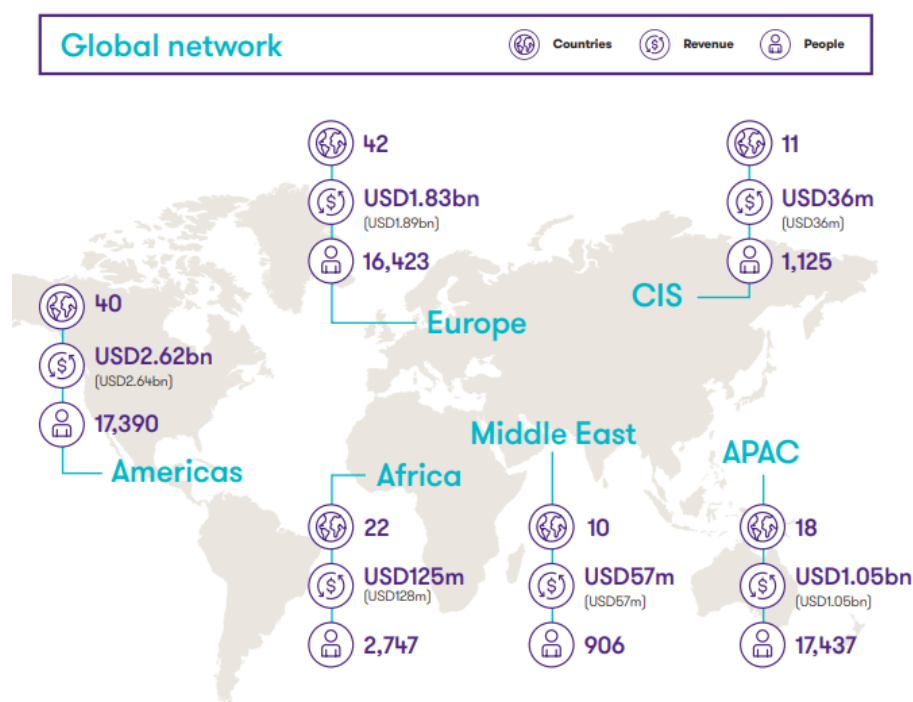 Global network
Countries
Revenue
People
42
USD1.83bn
(USD1.89bn)
16,423
Europe
11
USD36m
(USD36m)
1,125
CIS
40
USD2.62bn
(USD2.64bn)
17,390
Americas
Africa
22
USD125m
(USD128m)
2,747
Middle East
10
USD57m
(USD57m)
906
APAC
18
USD1.05bn
(USD1.05bn)
17,437